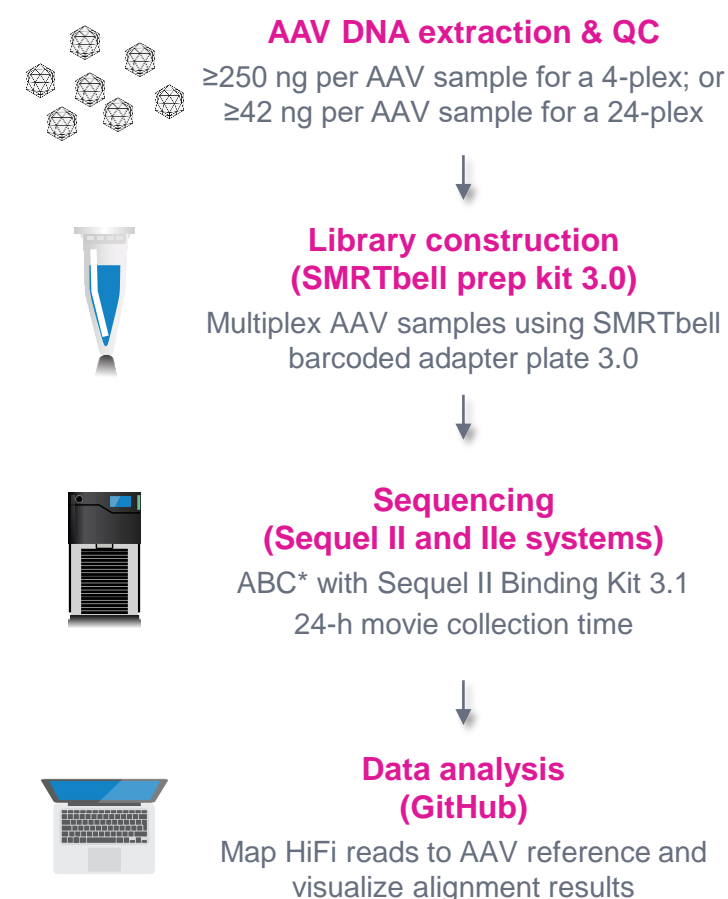 AAV DNA extraction & QC
≥250 ng per AAV sample for a 4-plex; or
≥42 ng per AAV sample for a 24-plex
Library construction
(SMRTbell prep kit 3.0)
Multiplex AAV samples using SMRTbell
barcoded adapter plate 3.0
Sequencing
(Sequel II and IIe systems)
ABC* with Sequel II Binding Kit 3.1
24-h movie collection time
Data analysis
(GitHub)
Map HiFi reads to AAV reference and
visualize alignment results